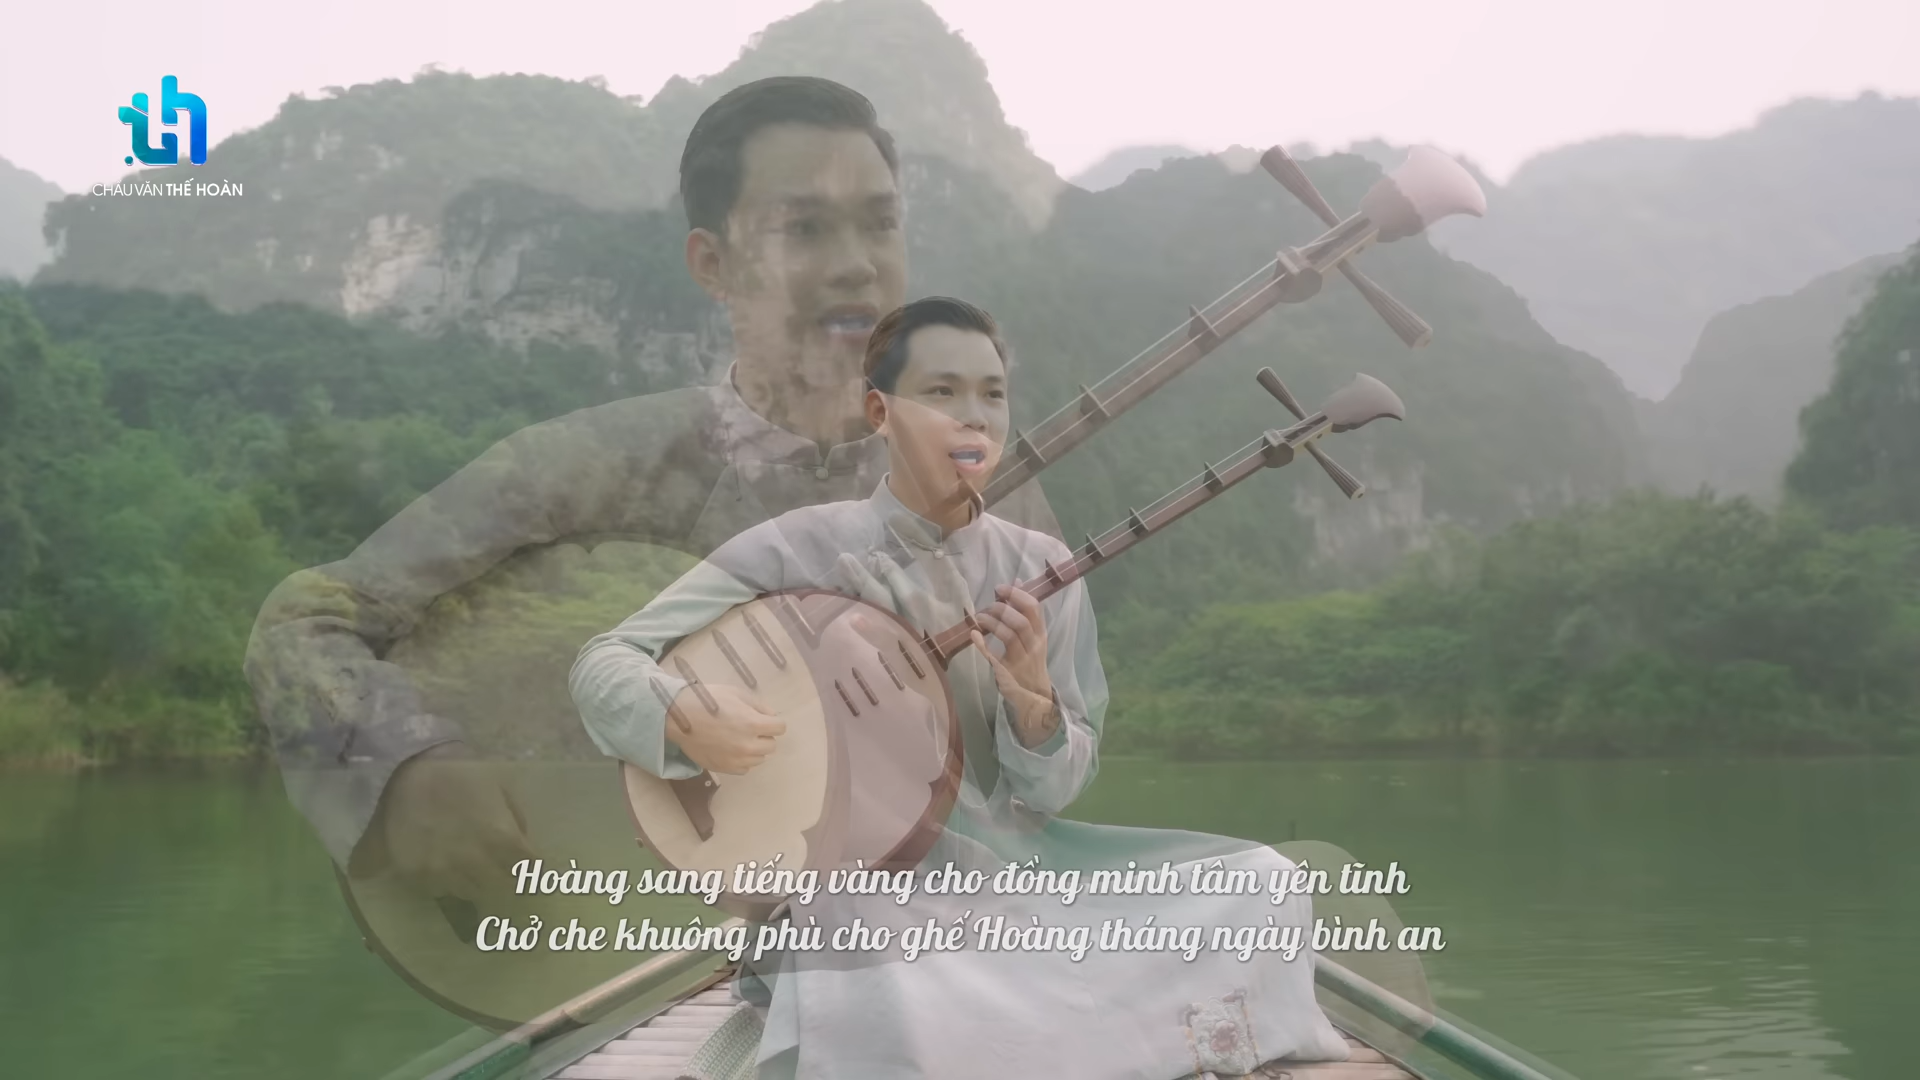 CHẦU VĂN THẾ HOÀN
Hoàng sang tiếng vàng cho đồng minh tâm yên tĩnh
Chở che khuông phù cho ghế Hoàng tháng ngày bình an